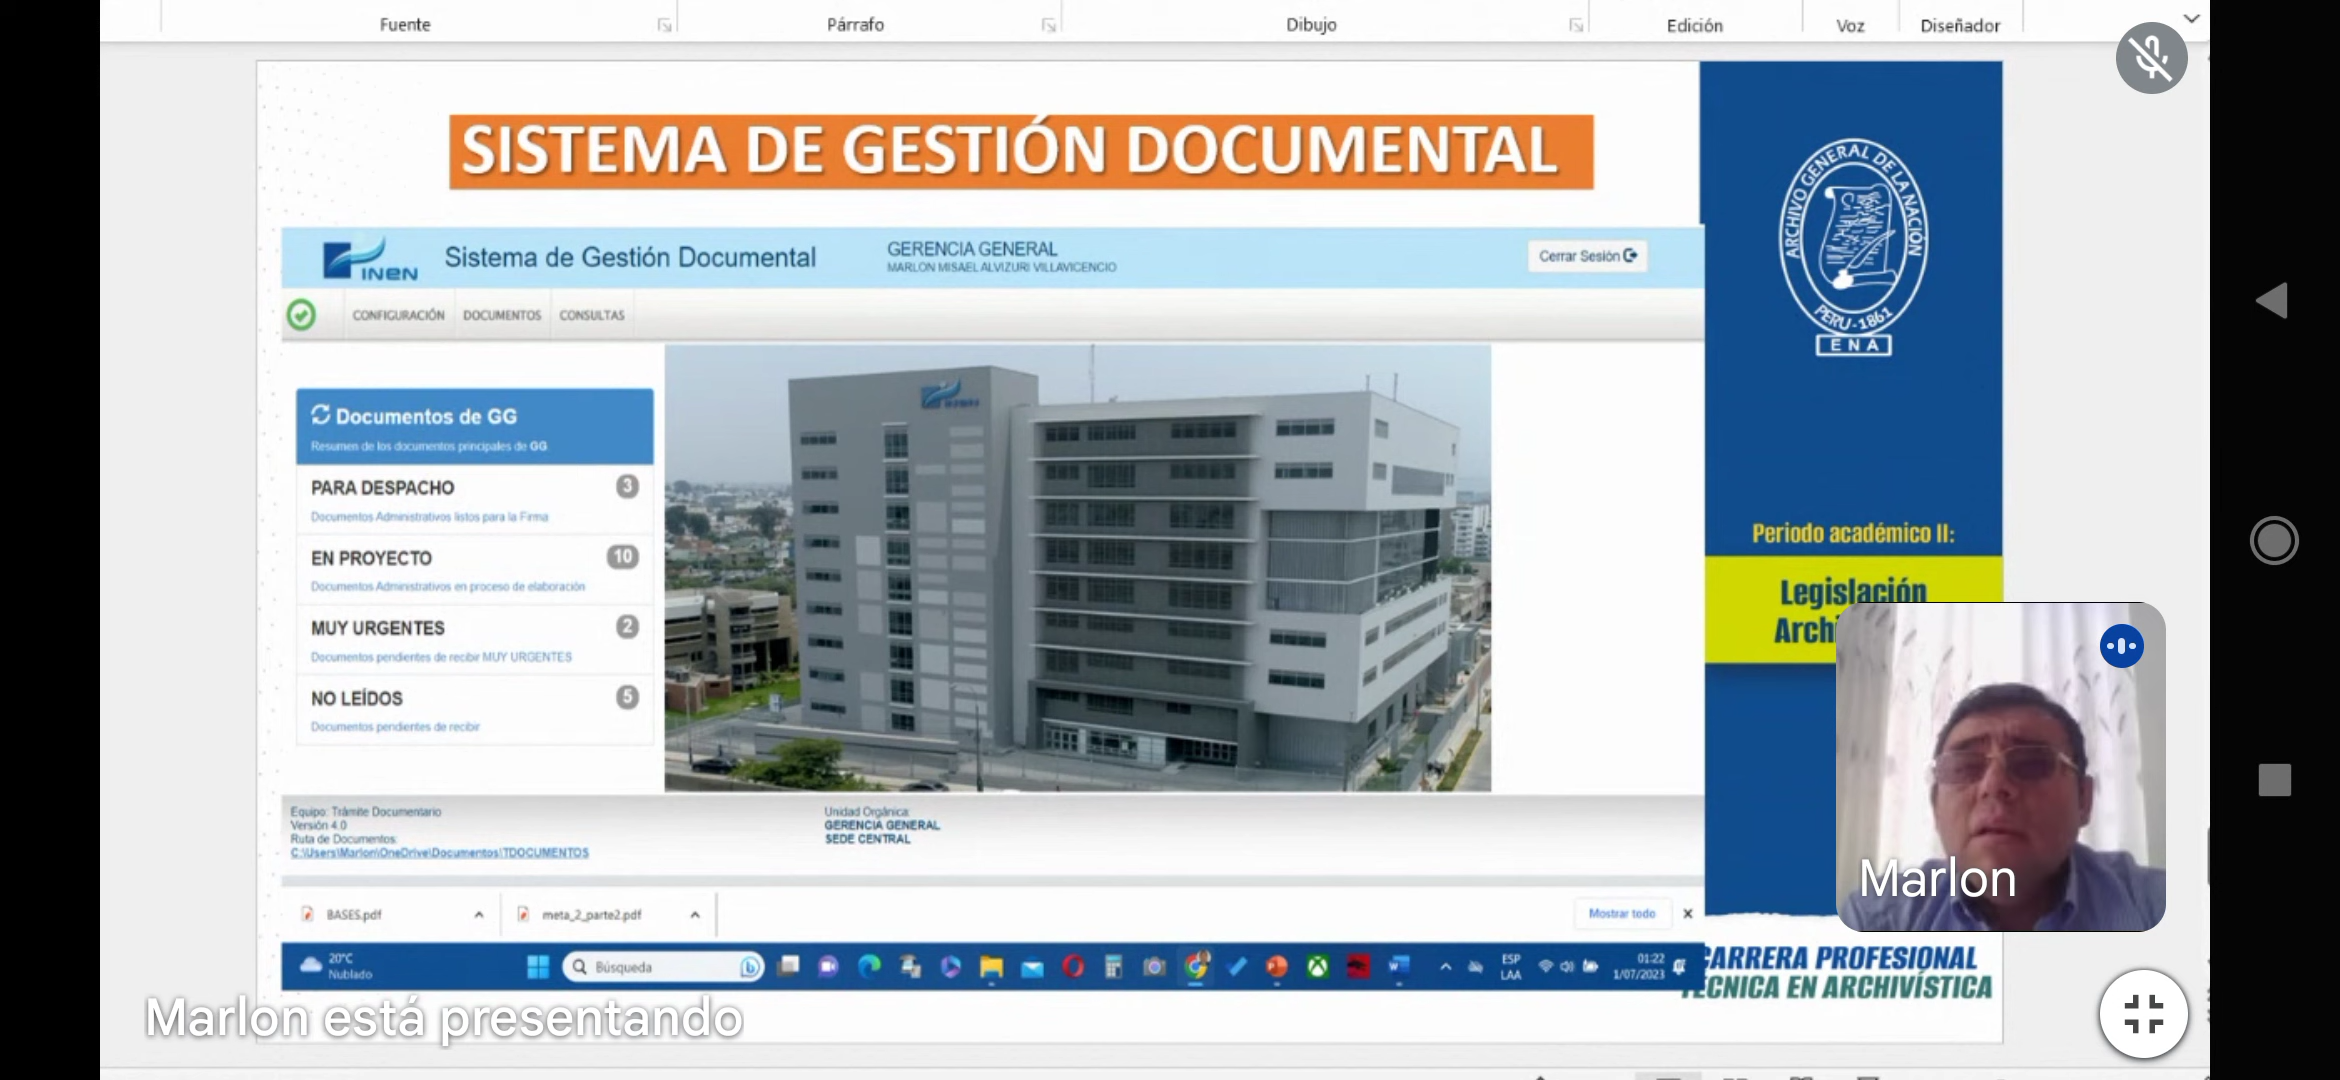 Fuente
Párrafo
Dibujo
Edición
Voz
Diseñador
SISTEMA DE GESTIÓN DOCUMENTAL
INEN
Sistema de Gestión Documental
GERENCIA GENERAL
MARLON MISAEL ALVIZURI VILLAVICENCIO
Cerrar Sesión
CONFIGURACIÓN
DOCUMENTOS
CONSULTAS
Documentos de GG
Resumen de los documentos principales de GG
PARA DESPACHO
3
Documentos Administrativos listos para la Firma
EN PROYECTO
10
Documentos Administrativos en proceso de elaboración
MUY URGENTES
2
Documentos pendientes de recibir MUY URGENTES
NO LEÍDOS
5
Documentos pendientes de recibir
Equipo: Trámite Documentario
Versión 4.0
Ruta de Documentos:
C:\Users\Marlon\OneDrive\Documentos\TDOCUMENTOS
Unidad Orgánica:
GERENCIA GENERAL
SEDE CENTRAL
BASES.pdf
meta_2_parte2.pdf
Mostrar todo
20°C
Nublado
Búsqueda
ESP
LAA
01:22
1/07/2023
ARCHIVO GENERAL DE LA NACIÓN
PERU-1861
ENA
Periodo académico II:
Legislación
Archi
Marlon
CARRERA PROFESIONAL
TÉCNICA EN ARCHIVÍSTICA
Marlon está presentando